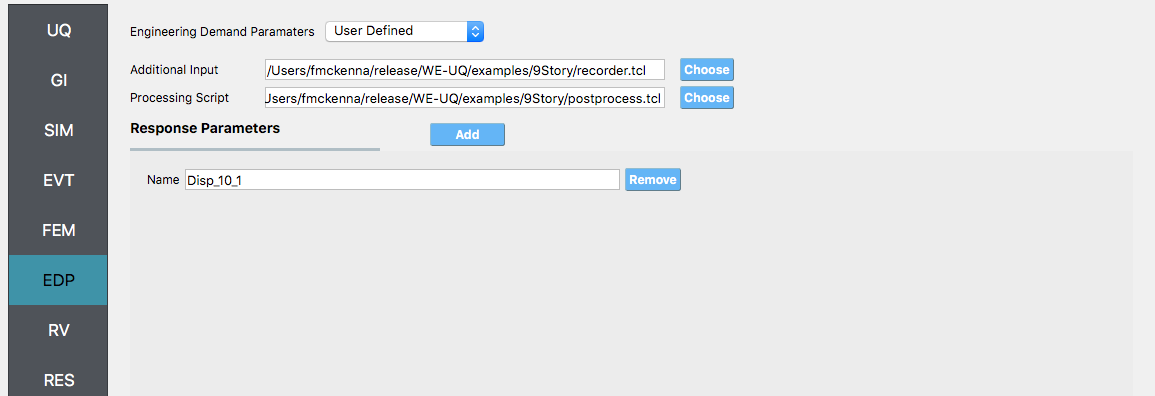 UQ
GI
SIM
EVT
FEM
EDP
RV
RES
Engineering Demand Paramaters User Defined
Additional Input /Users/fmckenna/release/WE-UQ/examples/9Story/recorder.tcl Choose
Processing Script Users/fmckenna/release/WE-UQ/examples/9Story/postprocess.tcl Choose
Response Parameters Add
Name Disp_10_1 Remove